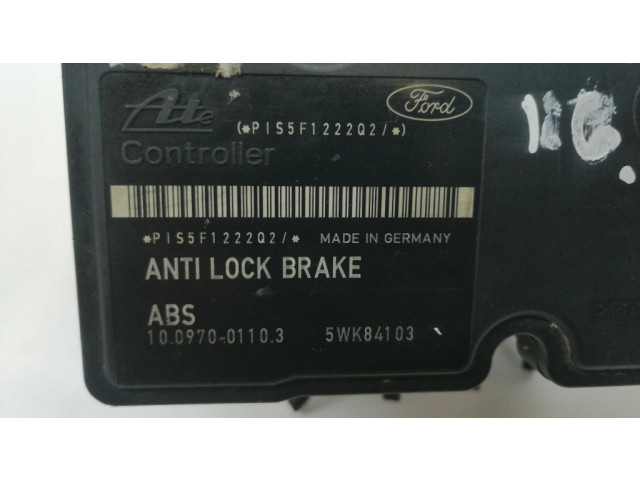 Ate
Ford
(*PIS5F1222Q2/*)
Controller
*PIS5F1222Q2/* MADE IN GERMANY
ANTI LOCK BRAKE
ABS
10.0970-0110.3 5WK84103